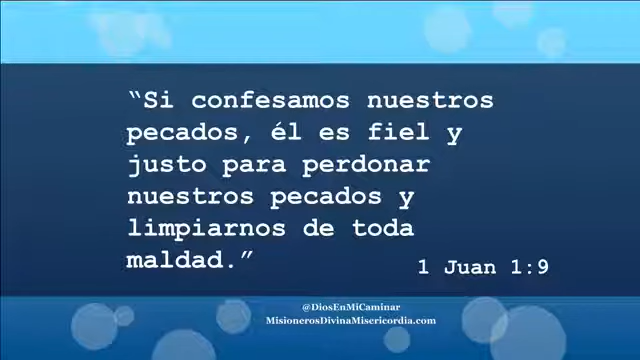 “Si confesamos nuestros
pecados, él es fiel y
justo para perdonar
nuestros pecados y
limpiarnos de toda
maldad.”
1 Juan 1:9
@DiosEnMiCaminar
MisionerosDivinaMisericordia.com